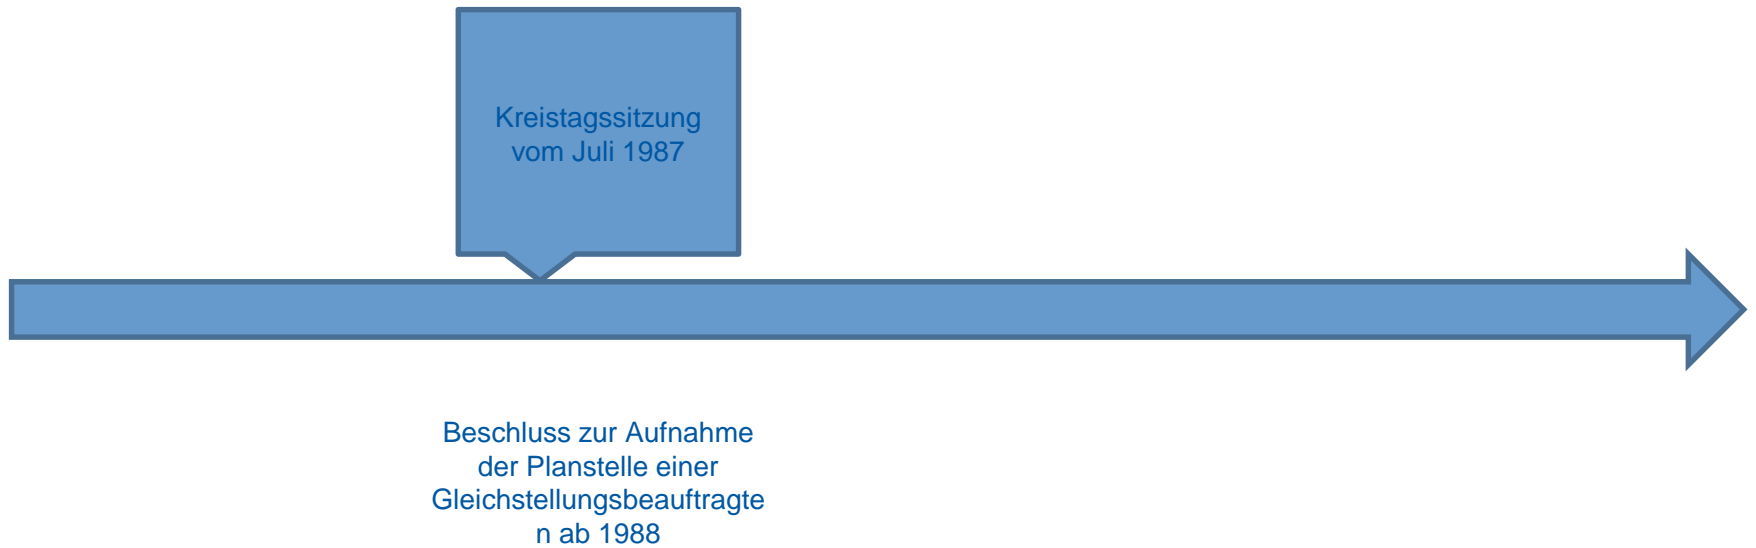 Kreistagssitzung
vom Juli 1987
Beschluss zur Aufnahme
der Planstelle einer
Gleichstellungsbeauftragte
n ab 1988